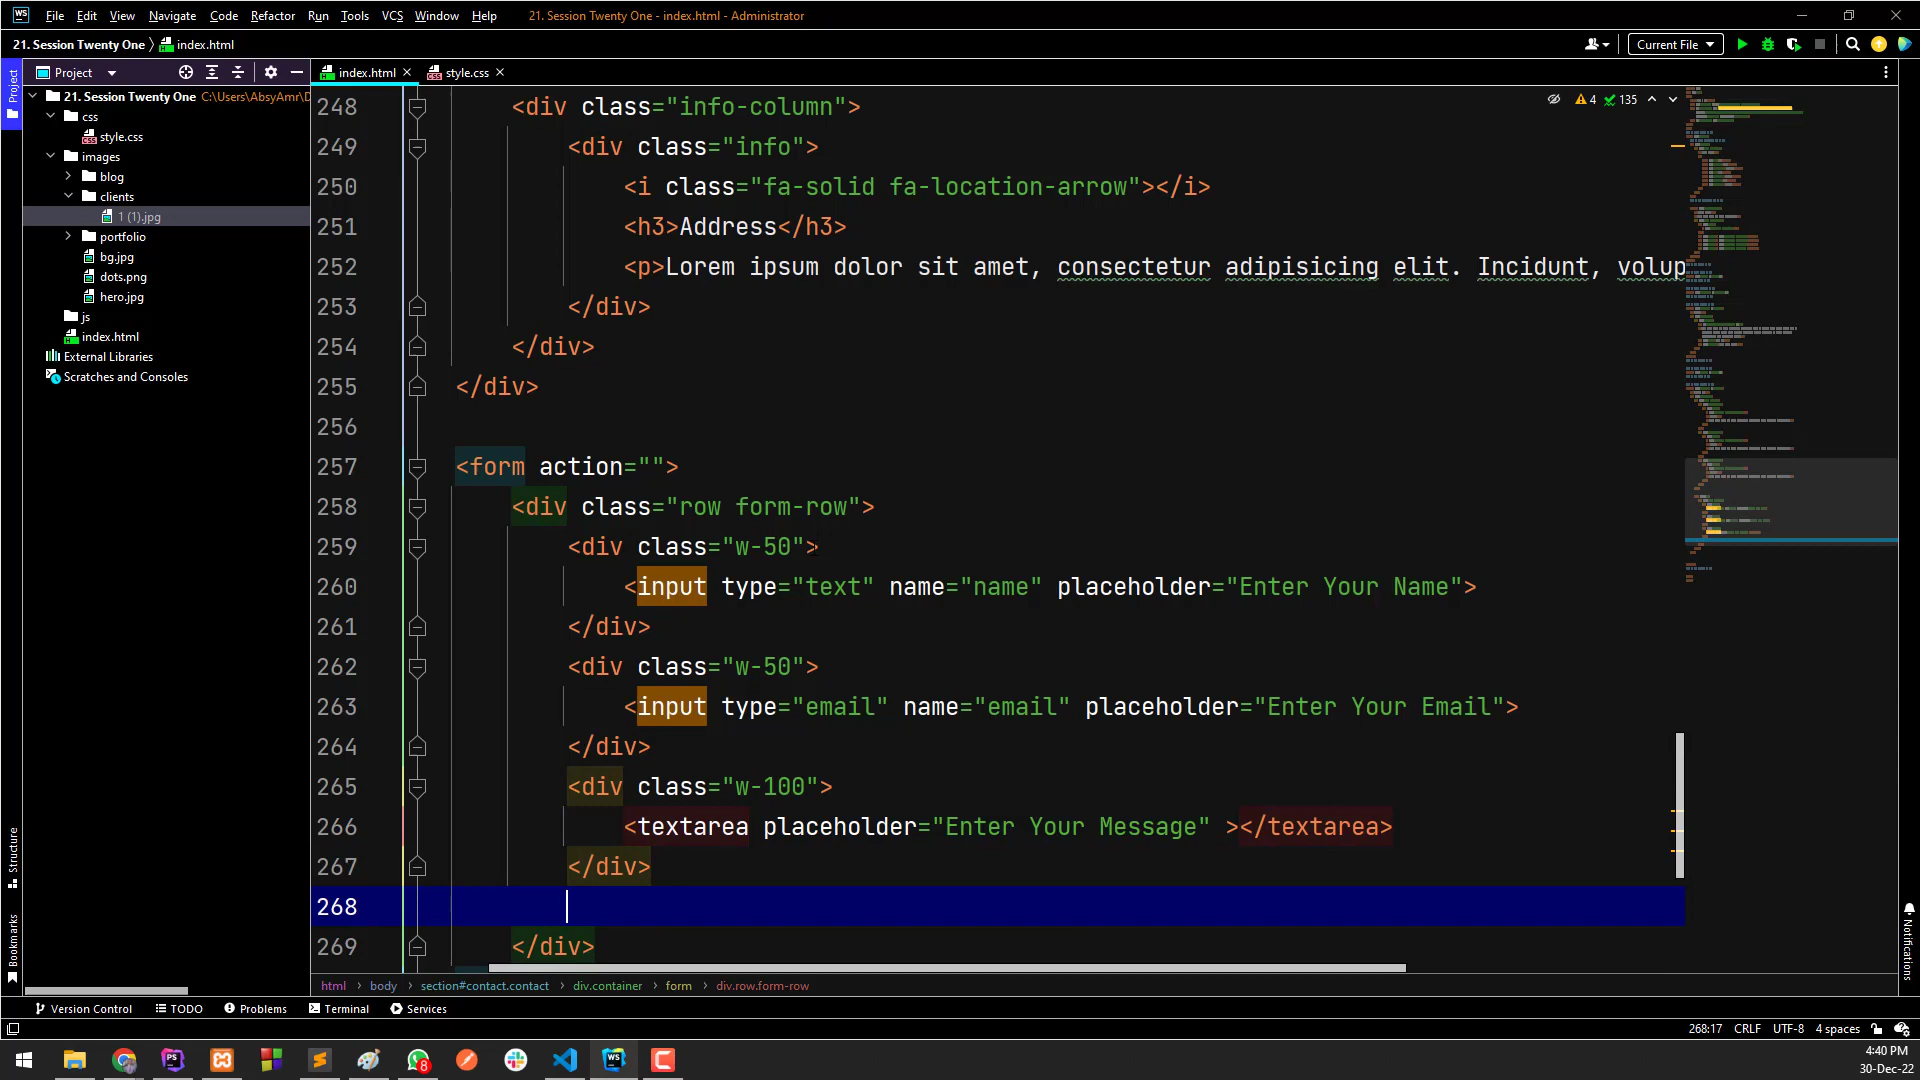 File Edit View Navigate Code Refactor Run Tools VCS Window Help 21. Session Twenty One - index.html - Administrator
21. Session Twenty One index.html Current File
Project index.html style.css
Project
21. Session Twenty One C:\Users\AbsyAmr\D
css
style.css
images
blog
clients
1 (1).jpg
portfolio
bg.jpg
dots.png
hero.jpg
js
index.html
External Libraries
Scratches and Consoles
4 135
248 <div class="info-column">
249 <div class="info">
250 <i class="fa-solid fa-location-arrow"></i>
251 <h3>Address</h3>
252 <p>Lorem ipsum dolor sit amet, consectetur adipisicing elit. Incidunt, volup
253 </div>
254 </div>
255 </div>
256
257 <form action="">
258 <div class="row form-row">
259 <div class="w-50">
260 <input type="text" name="name" placeholder="Enter Your Name">
261 </div>
262 <div class="w-50">
263 <input type="email" name="email" placeholder="Enter Your Email">
264 </div>
265 <div class="w-100">
266 <textarea placeholder="Enter Your Message" ></textarea>
267 </div>
268
269 </div>
Structure
Bookmarks
Notifications
html body section#contact.contact div.container form div.row.form-row
Version Control TODO Problems Terminal Services
268:17 CRLF UTF-8 4 spaces
WS
PS
8
WS
4:40 PM
30-Dec-22